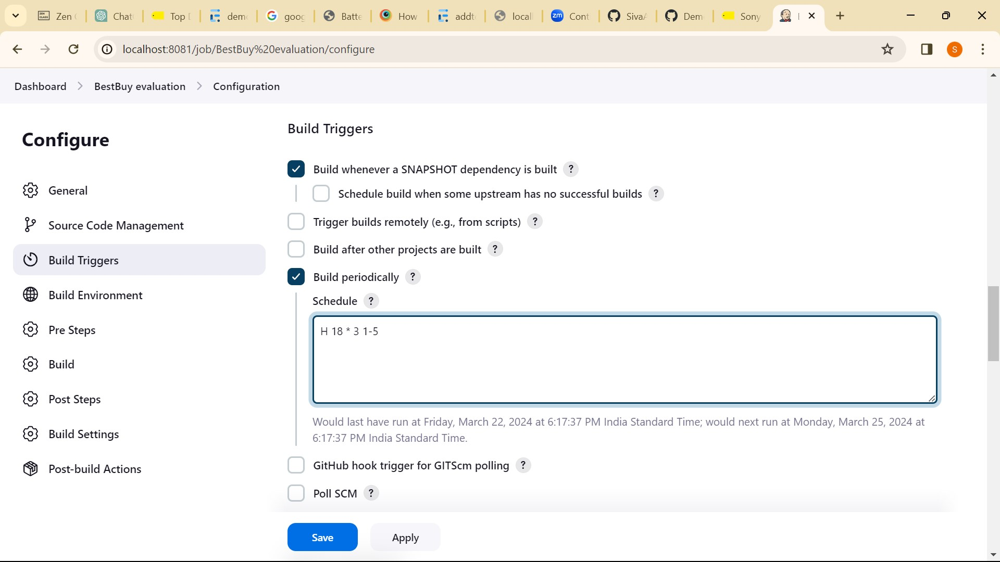 Zen
Chat
Top
dem
goog
Batte
How
addt
locall
Cont
SivaA
Dem
Sony
localhost:8081/job/BestBuy%20evaluation/configure
S
Dashboard > BestBuy evaluation > Configuration
Configure
General
Source Code Management
Build Triggers
Build Environment
Pre Steps
Build
Post Steps
Build Settings
Post-build Actions
Build Triggers
Build whenever a SNAPSHOT dependency is built ?
Schedule build when some upstream has no successful builds ?
Trigger builds remotely (e.g., from scripts) ?
Build after other projects are built ?
Build periodically ?
Schedule ?
H 18 * 3 1-5
Would last have run at Friday, March 22, 2024 at 6:17:37 PM India Standard Time; would next run at Monday, March 25, 2024 at
6:17:37 PM India Standard Time.
GitHub hook trigger for GITScm polling ?
Poll SCM ?
Save
Apply